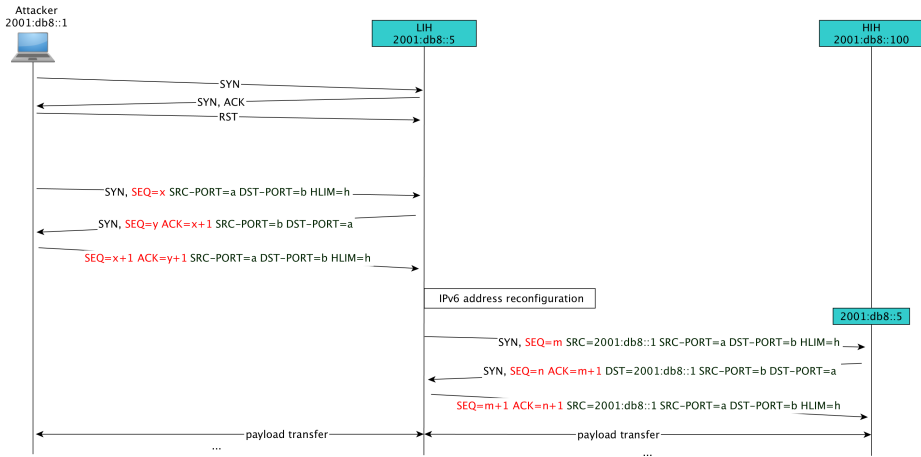 Attacker
2001:db8::1
LIH
2001:db8::5
HIH
2001:db8::100
SYN
SYN, ACK
RST
SYN, SEQ=x SRC-PORT=a DST-PORT=b HLIM=h
SYN, SEQ=y ACK=x+1 SRC-PORT=b DST-PORT=a
SEQ=x+1 ACK=y+1 SRC-PORT=a DST-PORT=b HLIM=h
IPv6 address reconfiguration
2001:db8::5
SYN, SEQ=m SRC=2001:db8::1 SRC-PORT=a DST-PORT=b HLIM=h
SYN, SEQ=n ACK=m+1 DST=2001:db8::1 SRC-PORT=b DST-PORT=a
SEQ=m+1 ACK=n+1 SRC=2001:db8::1 SRC-PORT=a DST-PORT=b HLIM=h
payload transfer
payload transfer
...
...